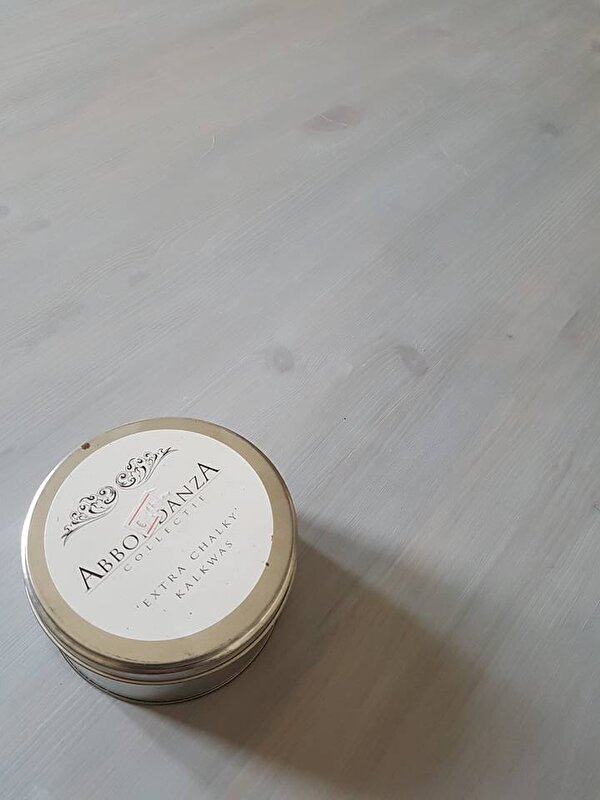 ABBONDANZA
COLLECTIE
'EXTRA CHALKY'
KALKWAS